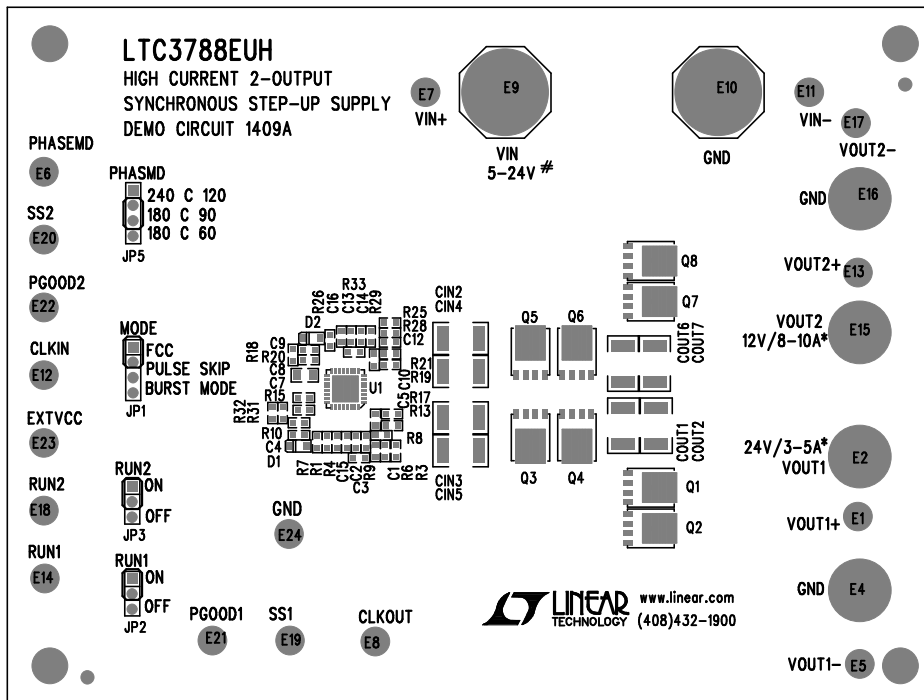 LTC3788EUH
HIGH CURRENT 2-OUTPUT
SYNCHRONOUS STEP-UP SUPPLY
DEMO CIRCUIT 1409A
E7
VIN+
E9
VIN
5-24V #
E10
GND
E11
VIN-
E17
VOUT2-
GND
E16
VOUT2+
E13
VOUT2
12V/8-10A*
E15
24V/3-5A*
VOUT1
E2
VOUT1+
E1
GND
E4
VOUT1-
E5
PHASEMD
E6
SS2
E20
PGOOD2
E22
CLKIN
E12
EXTVCC
E23
RUN2
E18
RUN1
E14
PHASMD
240 C 120
180 C 90
180 C 60
JP5
MODE
FCC
PULSE SKIP
BURST MODE
JP1
RUN2
ON
OFF
JP3
RUN1
ON
OFF
JP2
R33
R26
C16
C13
C14
R29
D2
R25
R28
C12
R18
C9
R20
C8
C7
R15
R32
R31
R10
C4
D1
U1
C10
C5
R8
R7
R1
R4
C15
C2
C3
R9
C1
R6
R3
CIN2
CIN4
R21
R19
R17
R13
CIN3
CIN5
Q5
Q6
Q3
Q4
Q8
Q7
COUT6
COUT7
COUT1
COUT2
Q1
Q2
GND
E24
PGOOD1
E21
SS1
E19
CLKOUT
E8
LINEAR
TECHNOLOGY
www.linear.com
(408)432-1900